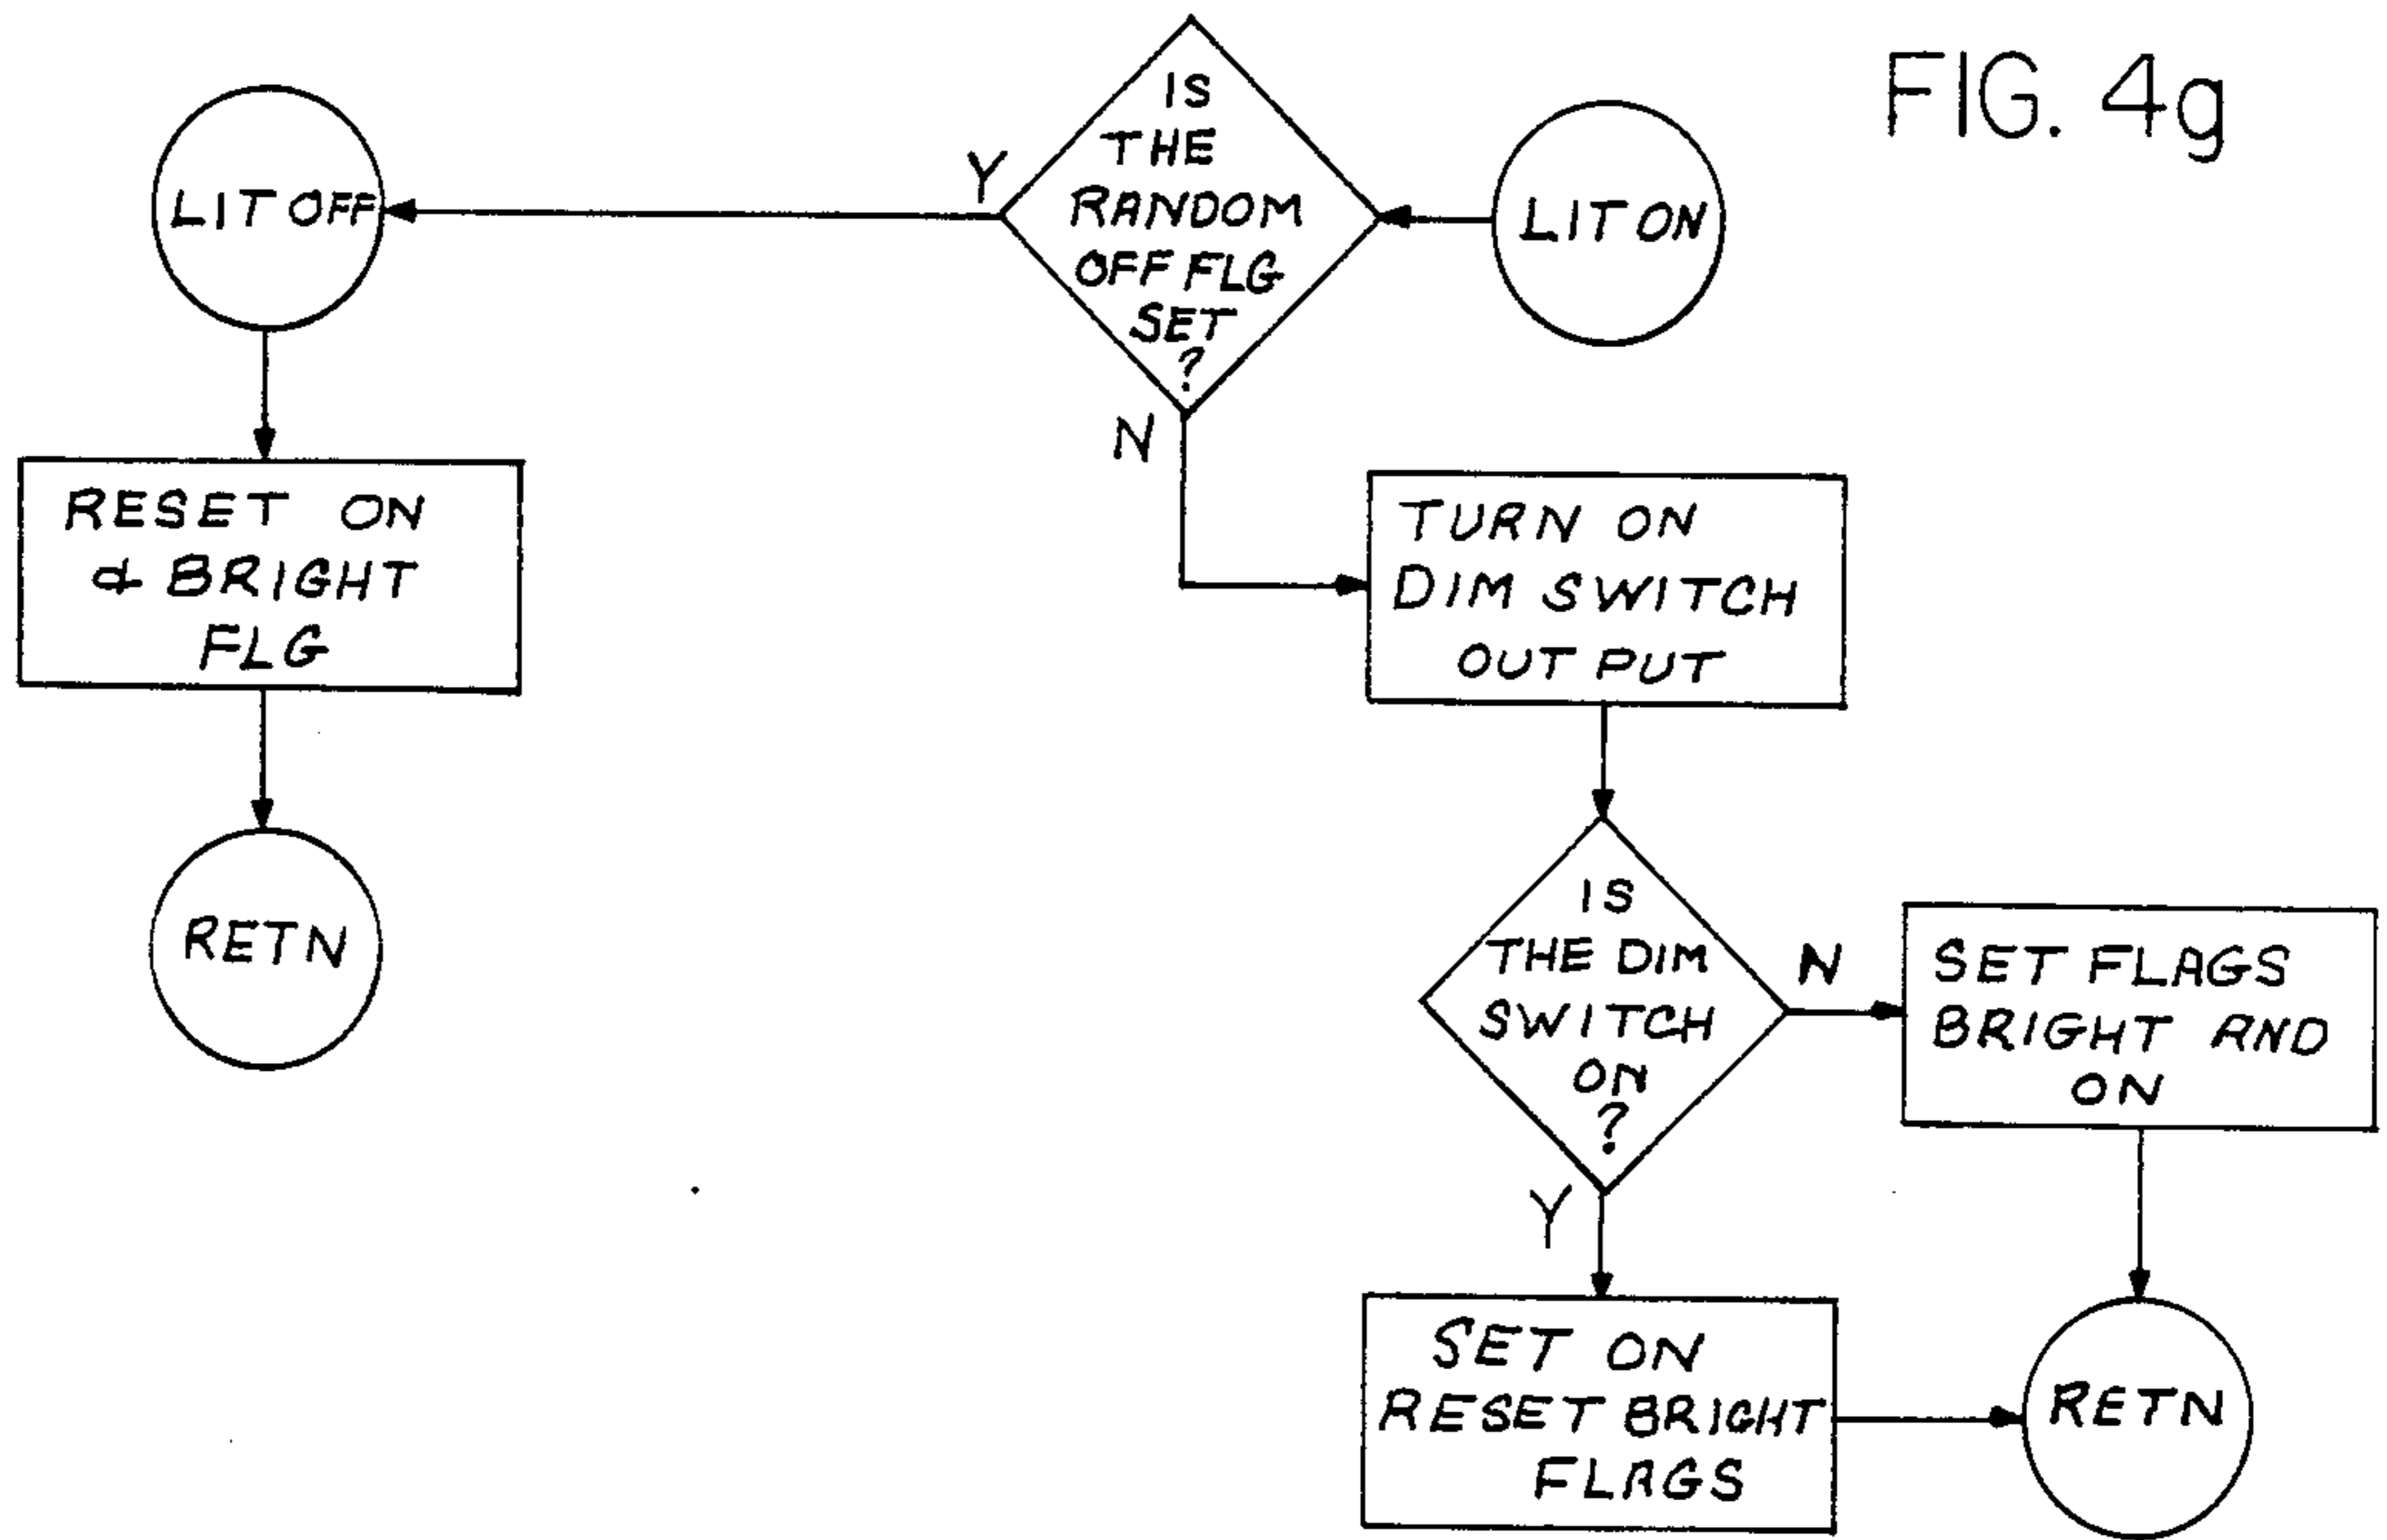 FIG. 4g
LIT ON
IS
THE
RANDOM
OFF FLG
SET
?
Y
LIT OFF
RESET ON
& BRIGHT
FLG
RETN
N
TURN ON
DIM SWITCH
OUT PUT
IS
THE DIM
SWITCH
ON
?
N
SET FLAGS
BRIGHT AND
ON
Y
SET ON
RESET BRIGHT
FLAGS
RETN